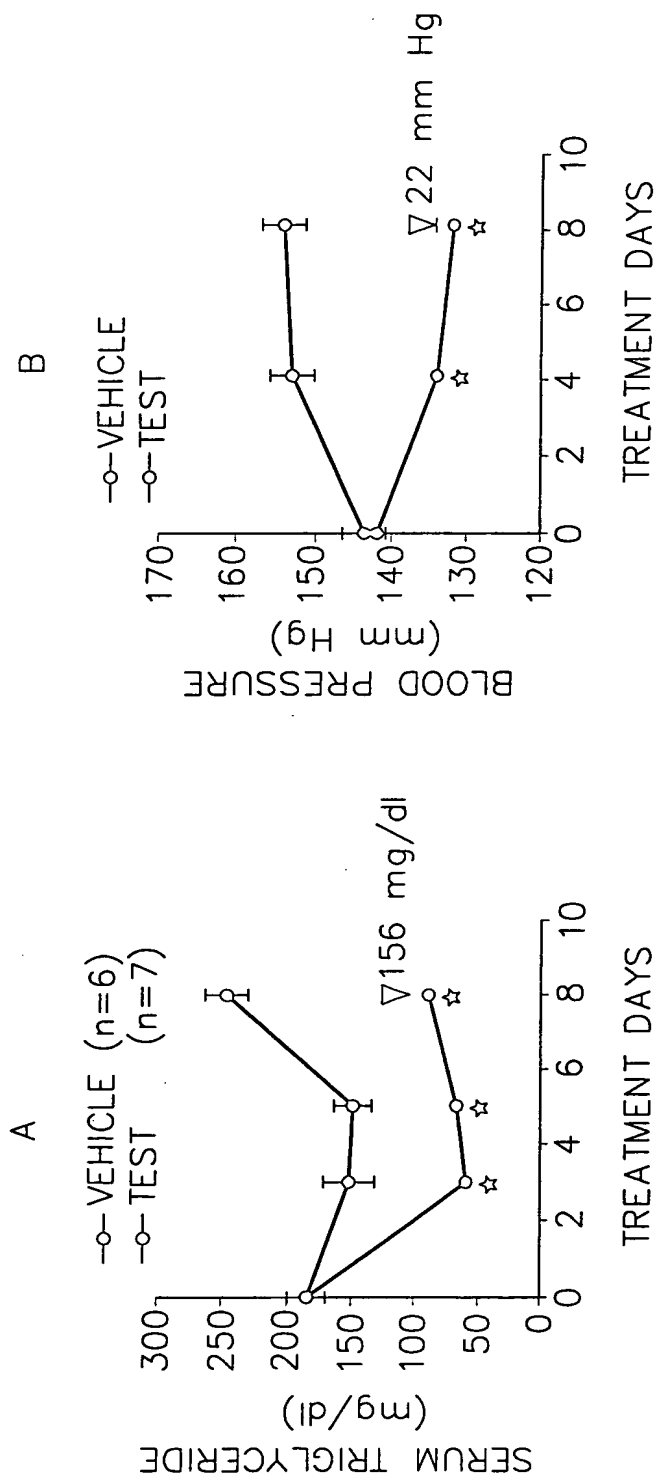 A
VEHICLE (n=6)
TEST (n=7)
SERUM TRIGLYCERIDE
(mg/dl)
300
250
200
150
100
50
0
▽156 mg/dl
0 2 4 6 8 10
TREATMENT DAYS
B
VEHICLE
TEST
BLOOD PRESSURE
(mm Hg)
170
160
150
140
130
120
▽22 mm Hg
0 2 4 6 8 10
TREATMENT DAYS